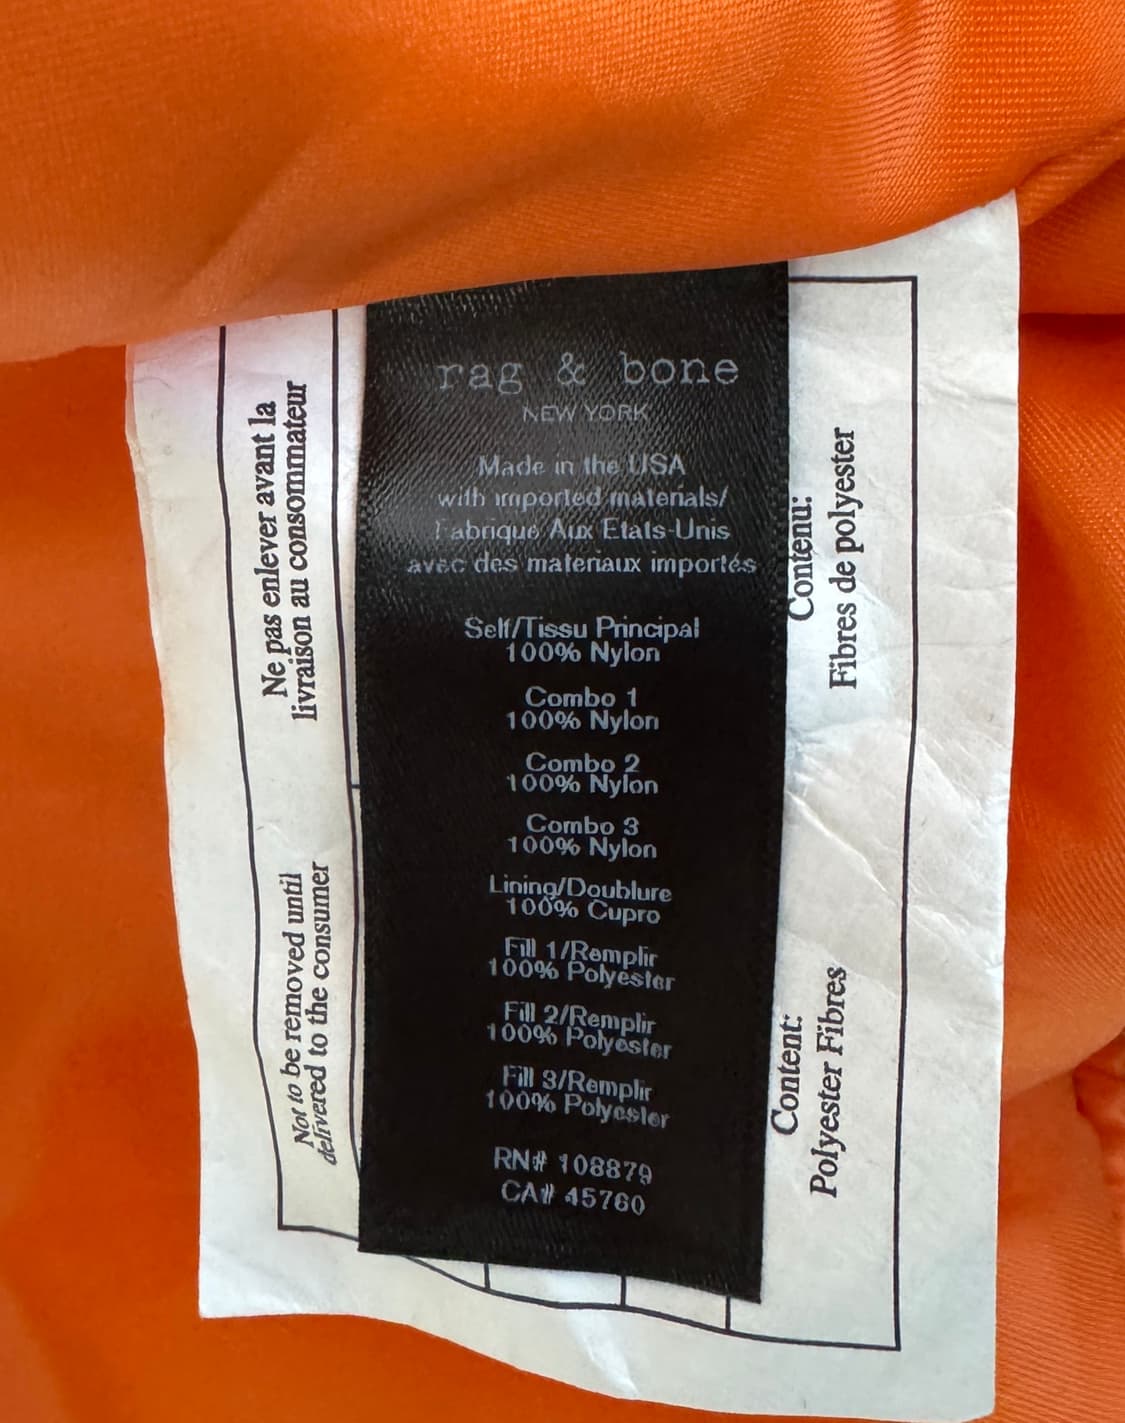 rag & bone
NEW YORK
Made in the USA
with imported materials/
Fabrique Aux Etats-Unis
avec des materiaux importés
Self/Tissu Principal
100% Nylon
Combo 1
100% Nylon
Combo 2
100% Nylon
Combo 3
100% Nylon
Lining/Doublure
100% Cupro
Fill 1/Remplir
100% Polyester
Fill 2/Remplir
100% Polyester
Fill 3/Remplir
100% Polyester
RN# 108879
CA# 45760
Ne pas enlever avant la
livraison au consommateur
Not to be removed until
delivered to the consumer
Contenu:
Fibres de polyester
Content:
Polyester Fibres